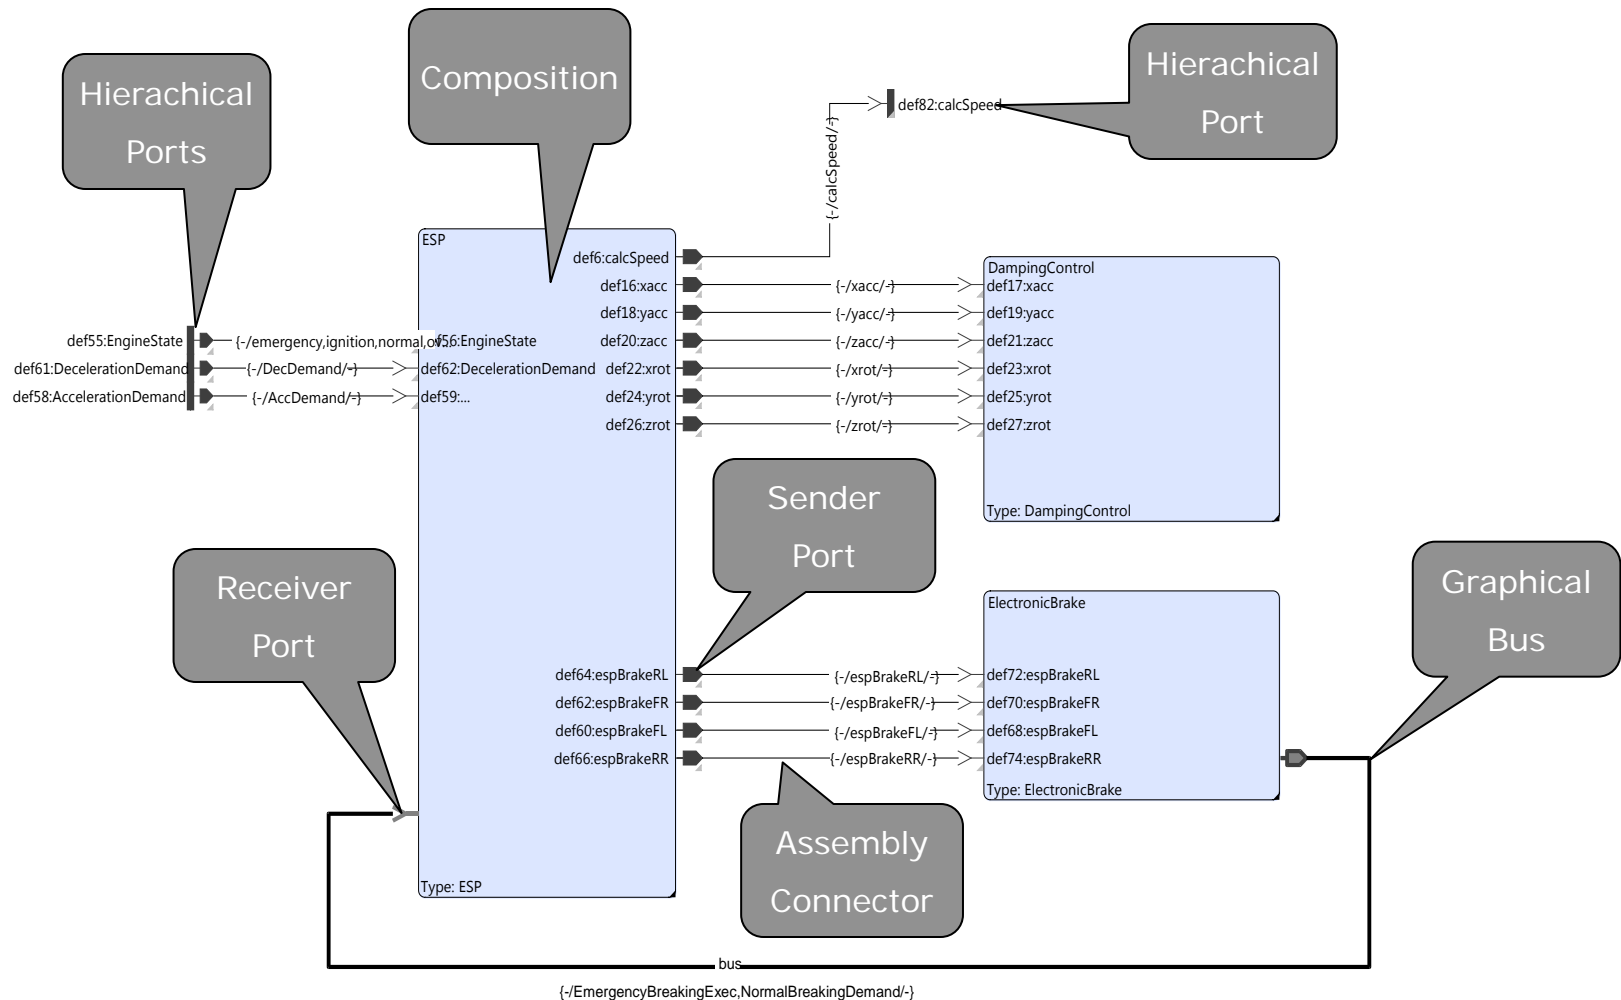 Hierachical
Ports
Composition
Hierachical
Port
def82:calcSpeed
{-/calcSpeed/-}
ESP
def6:calcSpeed
def16:xacc
{-/xacc/-}
DampingControl
def17:xacc
def18:yacc
{-/yacc/-}
def19:yacc
def55:EngineState
{-/emergency,ignition,normal,ov...
f56:EngineState
def20:zacc
{-/zacc/-}
def21:zacc
def61:DecelerationDemand
{-/DecDemand/-}
def62:DecelerationDemand
def22:xrot
{-/xrot/-}
def23:xrot
def58:AccelerationDemand
{-/AccDemand/-}
def59:...
def24:yrot
{-/yrot/-}
def25:yrot
def26:zrot
{-/zrot/-}
def27:zrot
Type: DampingControl
Sender
Port
Receiver
Port
Graphical
Bus
ElectronicBrake
def64:espBrakeRL
{-/espBrakeRL/-}
def72:espBrakeRL
def62:espBrakeFR
{-/espBrakeFR/-}
def70:espBrakeFR
def60:espBrakeFL
{-/espBrakeFL/-}
def68:espBrakeFL
def66:espBrakeRR
{-/espBrakeRR/-}
def74:espBrakeRR
Type: ElectronicBrake
Assembly
Connector
Type: ESP
bus
{-/EmergencyBreakingExec,NormalBreakingDemand/-}